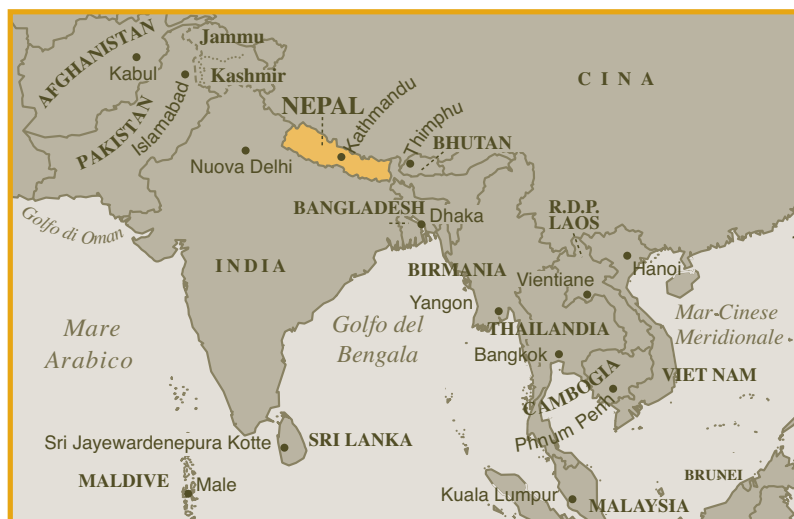 Jammu
AFGHANISTAN
Kabul
Kashmir
C I N A
PAKISTAN
Islamabad
NEPAL
Kathmandu
Thimphu
BHUTAN
Nuova Delhi
BANGLADESH
Dhaka
R.D.P.
LAOS
Golfo di Oman
INDIA
BIRMANIA
Hanoi
Vientiane
Yangon
Mare
Arabico
Golfo del
Bengala
THAILANDIA
Mar-Cinese
Meridionale
Bangkok
CAMBOGIA
VIET NAM
Phnum Penh
Sri Jayewardenepura Kotte
SRI LANKA
MALDIVE
Male
Kuala Lumpur
MALAYSIA
BRUNEI